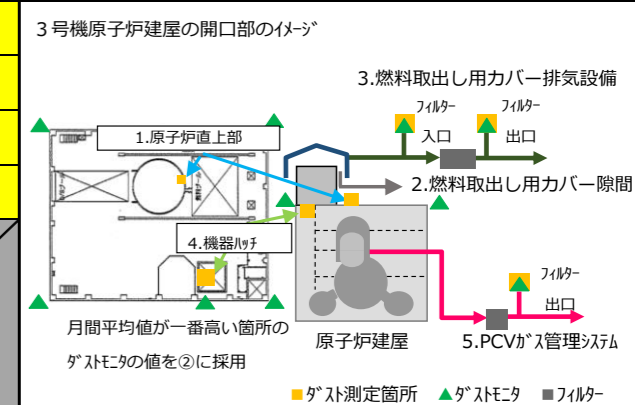 3号機原子炉建屋の開口部のｲﾒｰｼﾞ
3.燃料取出し用カバー排気設備
ﾌｨﾙﾀｰ
入口
ﾌｨﾙﾀｰ
出口
1.原子炉直上部
2.燃料取出し用カバー隙間
4.機器ﾊｯﾁ
ﾌｨﾙﾀｰ
出口
月間平均値が一番高い箇所の
ﾀﾞｽﾄﾓﾆﾀの値を②に採用
原子炉建屋
5.PCVｶﾞｽ管理ｼｽﾃﾑ
■ﾀﾞｽﾄ測定箇所 ▲ﾀﾞｽﾄﾓﾆﾀ ■ﾌｨﾙﾀｰ